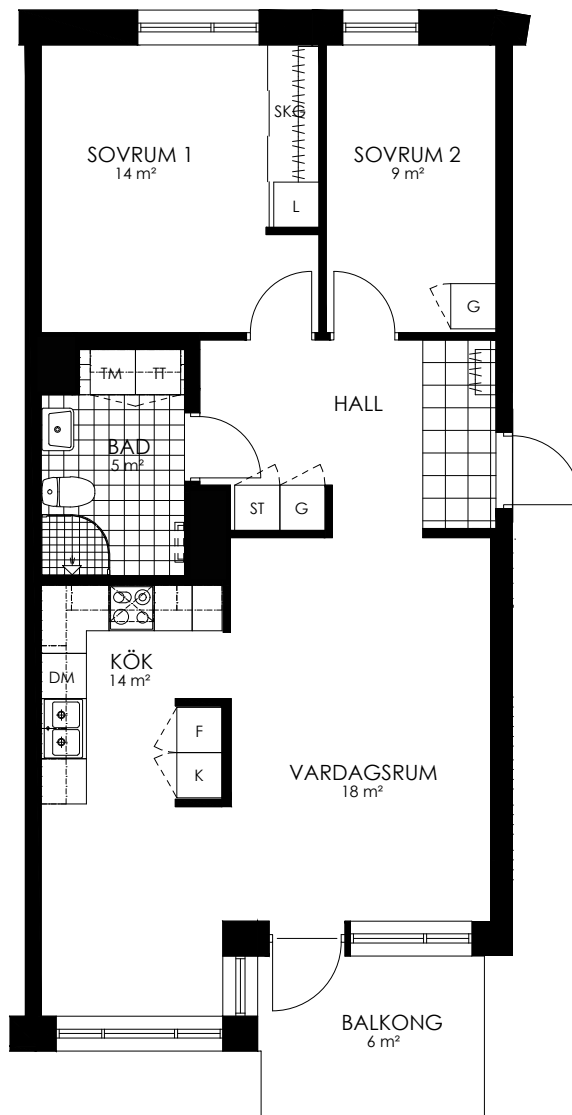 SKG
SOVRUM 1
14 m²
SOVRUM 2
9 m²
L
G
TM
TT
HALL
BAD
5 m²
ST
G
KÖK
14 m²
DM
F
K
VARDAGSRUM
18 m²
BALKONG
6 m²